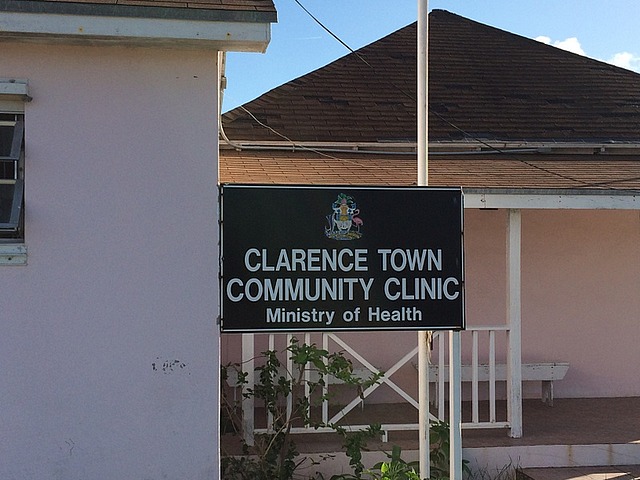 CLARENCE TOWN
COMMUNITY CLINIC
Ministry of Health